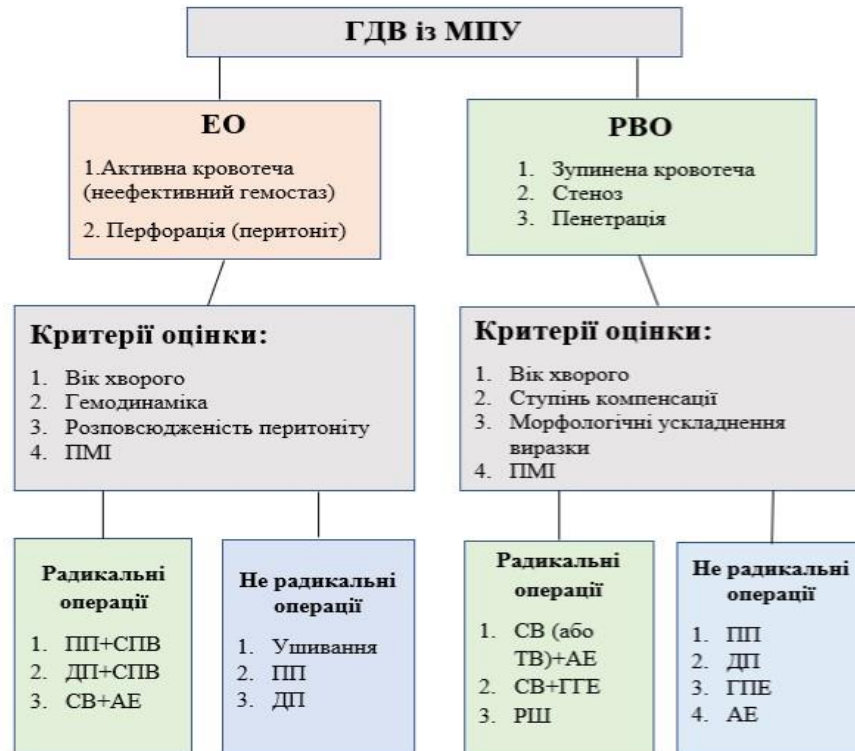 ГДВ із МПУ
ЕО
1.Активна кровотеча
(неефективний гемостаз)
2. Перфорація (перитоніт)
РВО
1. Зупинена кровотеча
2. Стеноз
3. Пенетрація
Критерії оцінки:
1. Вік хворого
2. Гемодинаміка
3. Розповсюдженість перитоніту
4. ПМІ
Критерії оцінки:
1. Вік хворого
2. Ступінь компенсації
3. Морфологічні ускладнення
виразки
4. ПМІ
Радикальні
операції
1. ПП+СПВ
2. ДП+СПВ
3. СВ+АЕ
Не радикальні
операції
1. Ушивання
2. ПП
3. ДП
Радикальні
операції
1. СВ (або
ТВ)+АЕ
2. СВ+ГГЕ
3. РШ
Не радикальні
операції
1. ПП
2. ДП
3. ГПЕ
4. АЕ